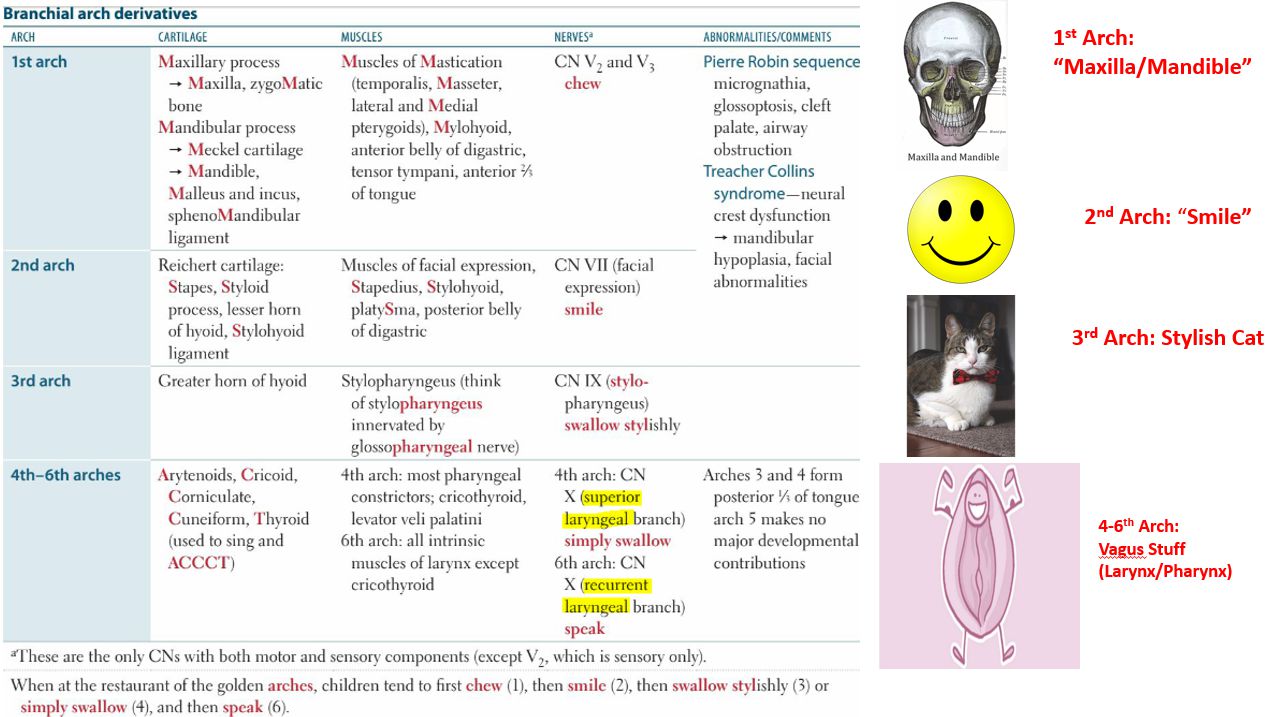 Branchial arch derivatives
ARCH
CARTILAGE
MUSCLES
NERVESᵃ
ABNORMALITIES/COMMENTS
1st arch
Maxillary process
→ Maxilla, zygoMatic
bone
Mandibular process
→ Meckel cartilage
→ Mandible,
Malleus and incus,
sphenoMandibular
ligament
Muscles of Mastication
(temporalis, Masseter,
lateral and Medial
pterygoids), Mylohyoid,
anterior belly of digastric,
tensor tympani, anterior ⅔
of tongue
CN V₂ and V₃
chew
Pierre Robin sequence
micrognathia,
glossoptosis, cleft
palate, airway
obstruction
Treacher Collins
syndrome—neural
crest dysfunction
→ mandibular
hypoplasia, facial
abnormalities
2nd arch
Reichert cartilage:
Stapes, Styloid
process, lesser horn
of hyoid, Stylohyoid
ligament
Muscles of facial expression,
Stapedius, Stylohyoid,
platySma, posterior belly
of digastric
CN VII (facial
expression)
smile
3rd arch
Greater horn of hyoid
Stylopharyngeus (think
of stylopharyngeus
innervated by
glossopharyngeal nerve)
CN IX (stylo-
pharyngeus)
swallow stylishly
4th–6th arches
Arytenoids, Cricoid,
Corniculate,
Cuneiform, Thyroid
(used to sing and
ACCCT)
4th arch: most pharyngeal
constrictors; cricothyroid,
levator veli palatini
6th arch: all intrinsic
muscles of larynx except
cricothyroid
4th arch: CN
X (superior
laryngeal branch)
simply swallow
6th arch: CN
X (recurrent
laryngeal branch)
speak
Arches 3 and 4 form
posterior ⅓ of tongue
arch 5 makes no
major developmental
contributions
ᵃThese are the only CNs with both motor and sensory components (except V₂, which is sensory only).
When at the restaurant of the golden arches, children tend to first chew (1), then smile (2), then swallow stylishly (3) or
simply swallow (4), and then speak (6).
Maxilla and Mandible
1st Arch:
“Maxilla/Mandible”
2nd Arch: “Smile”
3rd Arch: Stylish Cat
4-6th Arch:
Vagus Stuff
(Larynx/Pharynx)